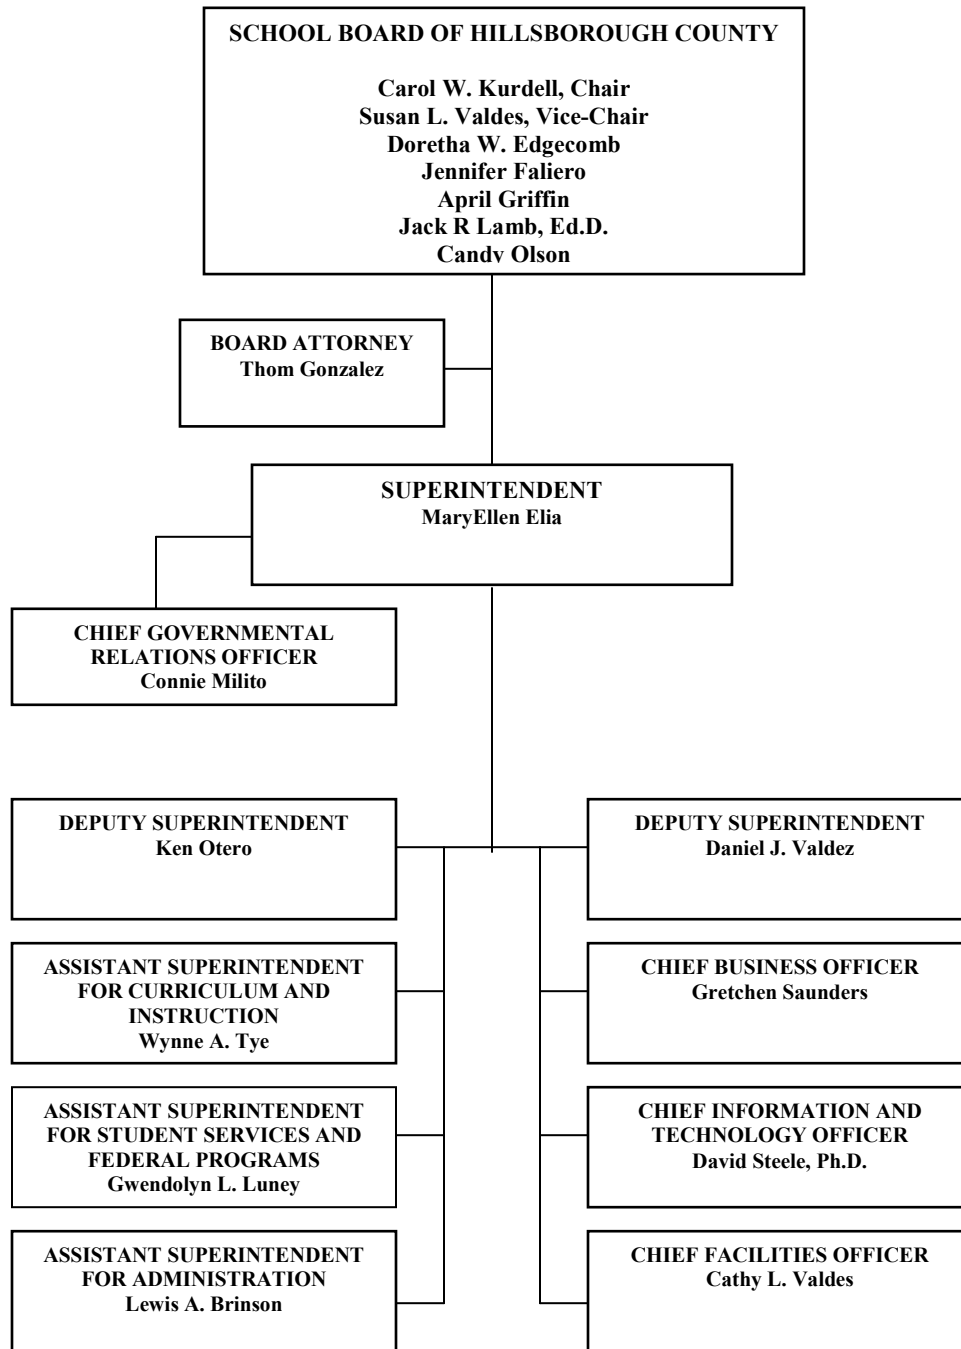 SCHOOL BOARD OF HILLSBOROUGH COUNTY
Carol W. Kurdell, Chair
Susan L. Valdes, Vice-Chair
Doretha W. Edgecomb
Jennifer Faliero
April Griffin
Jack R Lamb, Ed.D.
Candy Olson
BOARD ATTORNEY
Thom Gonzalez
SUPERINTENDENT
MaryEllen Elia
CHIEF GOVERNMENTAL
RELATIONS OFFICER
Connie Milito
DEPUTY SUPERINTENDENT
Ken Otero
DEPUTY SUPERINTENDENT
Daniel J. Valdez
ASSISTANT SUPERINTENDENT
FOR CURRICULUM AND
INSTRUCTION
Wynne A. Tye
CHIEF BUSINESS OFFICER
Gretchen Saunders
ASSISTANT SUPERINTENDENT
FOR STUDENT SERVICES AND
FEDERAL PROGRAMS
Gwendolyn L. Luney
CHIEF INFORMATION AND
TECHNOLOGY OFFICER
David Steele, Ph.D.
ASSISTANT SUPERINTENDENT
FOR ADMINISTRATION
Lewis A. Brinson
CHIEF FACILITIES OFFICER
Cathy L. Valdes